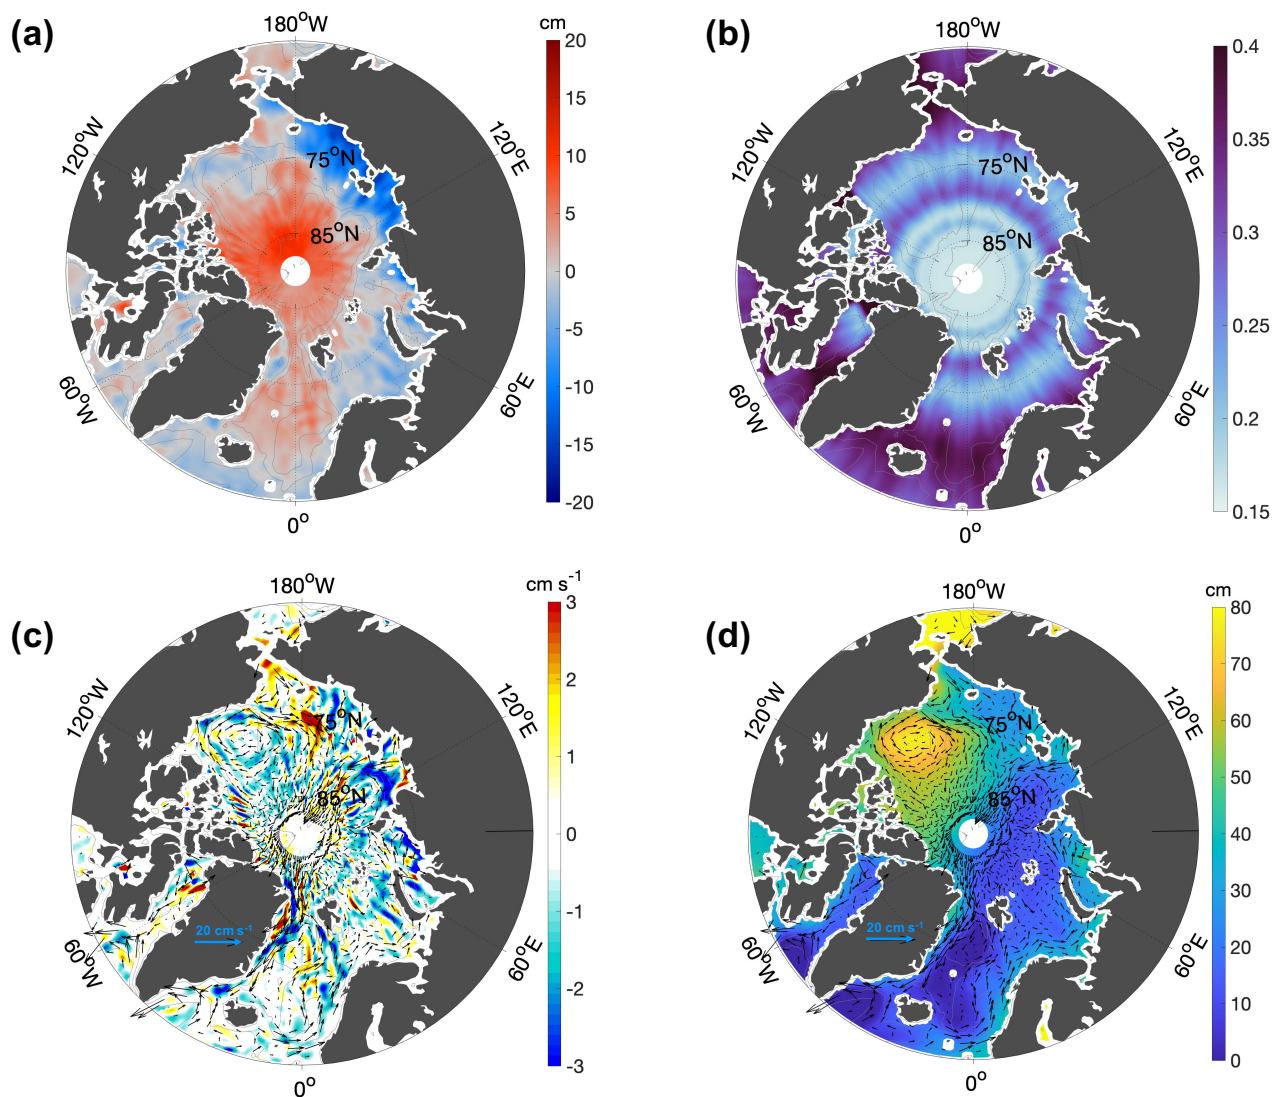 (a)
180°W
cm
20
15
10
5
0
-5
-10
-15
-20
120°W
120°E
75°N
85°N
60°W
60°E
0°
(b)
180°W
0.4
0.35
0.3
0.25
0.2
0.15
120°W
120°E
75°N
85°N
60°W
60°E
0°
(c)
180°W
cm s-1
3
2
1
0
-1
-2
-3
120°W
120°E
75°N
85°N
20 cm s-1
60°W
60°E
0°
(d)
180°W
cm
80
70
60
50
40
30
20
10
0
120°W
120°E
75°N
85°N
20 cm s-1
60°W
60°E
0°